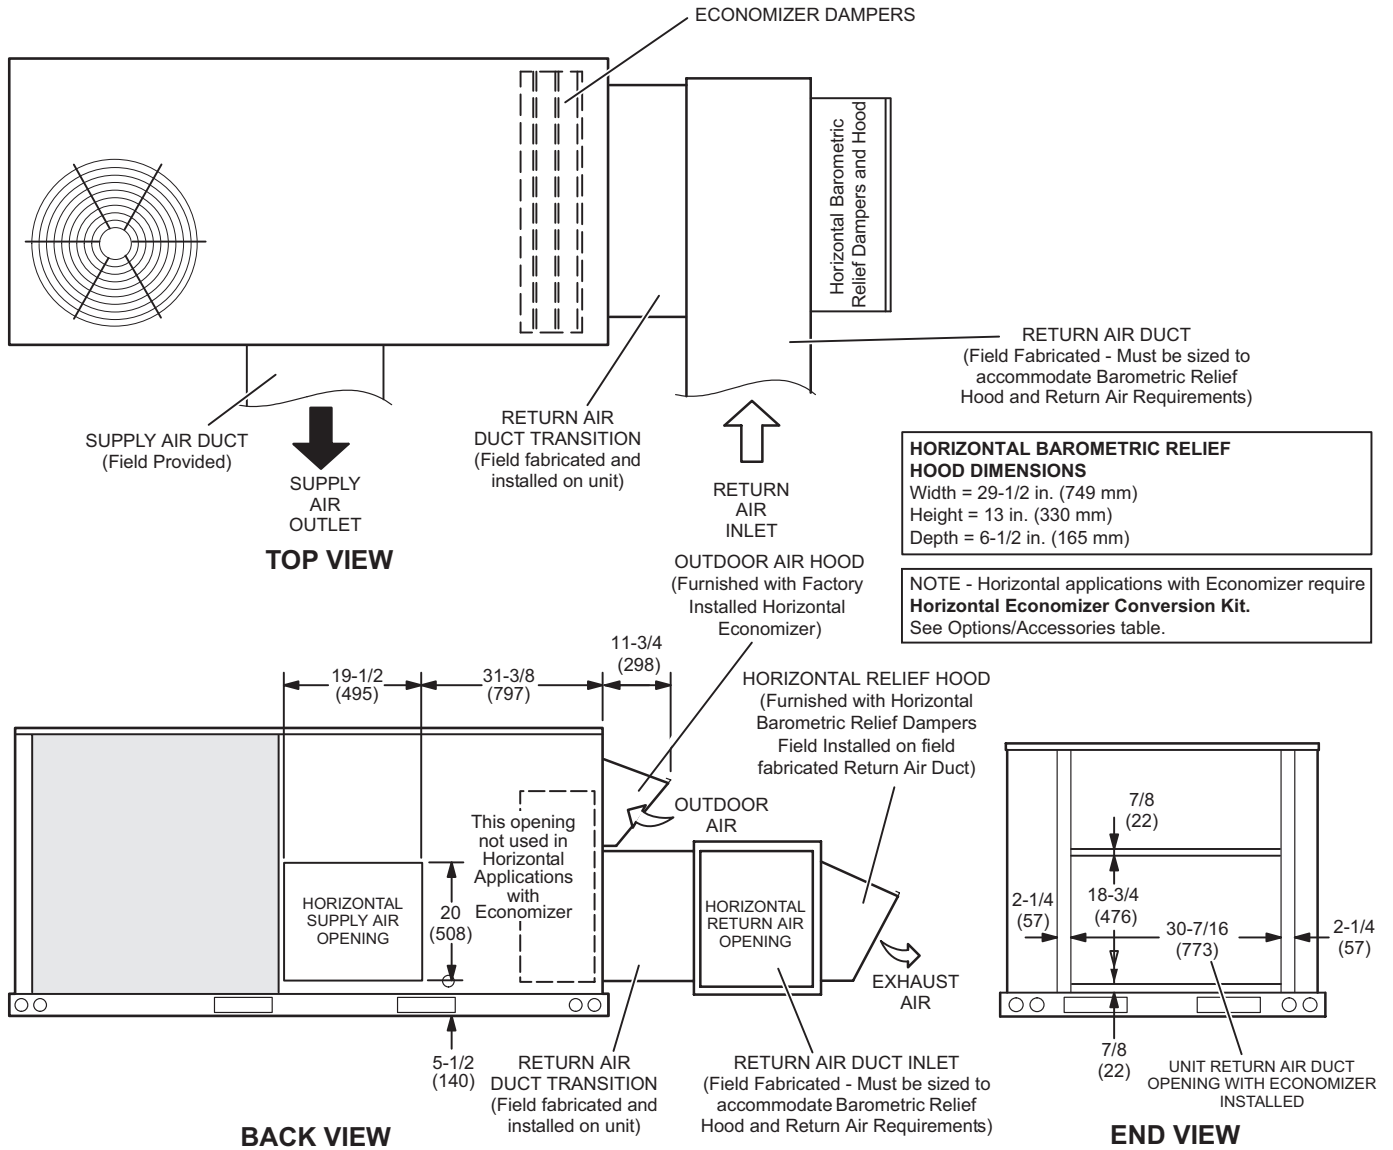 ECONOMIZER DAMPERS
Horizontal Barometric
Relief Dampers and Hood
RETURN AIR DUCT
(Field Fabricated - Must be sized to
accommodate Barometric Relief
Hood and Return Air Requirements)
SUPPLY AIR DUCT
(Field Provided)
SUPPLY
AIR
OUTLET
RETURN AIR
DUCT TRANSITION
(Field fabricated and
installed on unit)
RETURN
AIR
INLET
TOP VIEW
HORIZONTAL BAROMETRIC RELIEF
HOOD DIMENSIONS
Width = 29-1/2 in. (749 mm)
Height = 13 in. (330 mm)
Depth = 6-1/2 in. (165 mm)
NOTE - Horizontal applications with Economizer require
Horizontal Economizer Conversion Kit.
See Options/Accessories table.
OUTDOOR AIR HOOD
(Furnished with Factory
Installed Horizontal
Economizer)
19-1/2
(495)
31-3/8
(797)
11-3/4
(298)
HORIZONTAL RELIEF HOOD
(Furnished with Horizontal
Barometric Relief Dampers
Field Installed on field
fabricated Return Air Duct)
OUTDOOR
AIR
This opening
not used in
Horizontal
Applications
with
Economizer
HORIZONTAL
SUPPLY AIR
OPENING
20
(508)
HORIZONTAL
RETURN AIR
OPENING
EXHAUST
AIR
5-1/2
(140)
RETURN AIR
DUCT TRANSITION
(Field fabricated and
installed on unit)
RETURN AIR DUCT INLET
(Field Fabricated - Must be sized to
accommodate Barometric Relief
Hood and Return Air Requirements)
BACK VIEW
7/8
(22)
2-1/4
(57)
18-3/4
(476)
30-7/16
(773)
2-1/4
(57)
7/8
(22)
UNIT RETURN AIR DUCT
OPENING WITH ECONOMIZER
INSTALLED
END VIEW